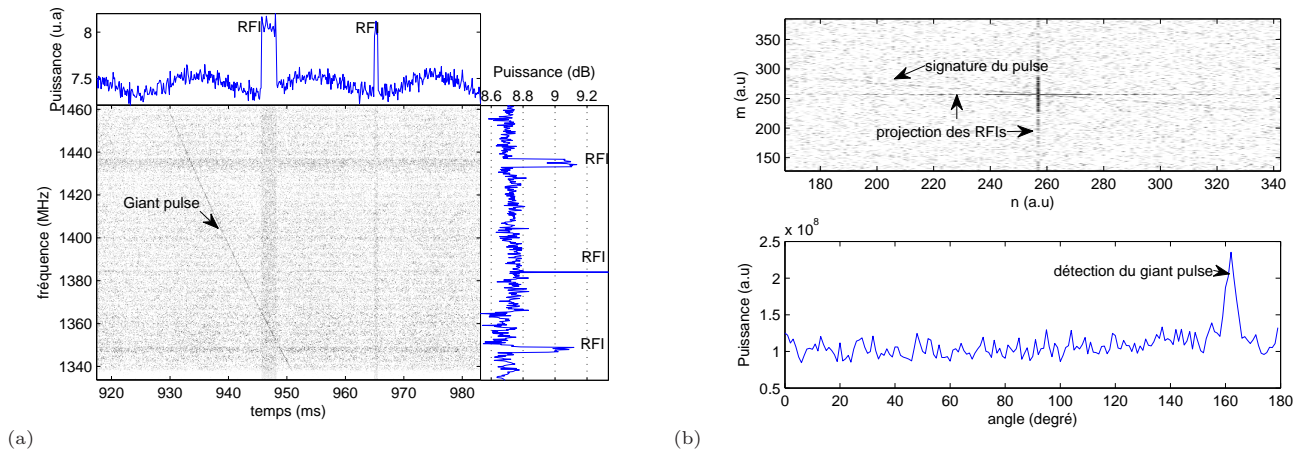 RFI
RFI
8
7.5
Puissance (u.a)
Puissance (dB)
8.6 8.8 9 9.2
1460
1440
1420
1400
1380
1360
1340
fréquence (MHz)
Giant pulse
RFI
RFI
RFI
920 930 940 950 960 970 980
temps (ms)
(a)
350
300
250
200
150
m (a.u)
signature du pulse
projection des RFIs
180 200 220 240 260 280 300 320 340
n (a.u)
x 10⁸
2.5
2
1.5
1
0.5
Puissance (a.u)
détection du giant pulse
0 20 40 60 80 100 120 140 160 180
angle (degré)
(b)